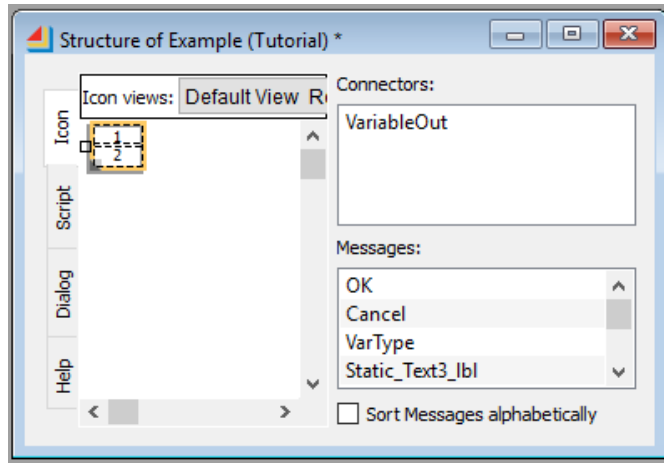 Structure of Example (Tutorial) *
Icon
Script
Dialog
Help
Icon views: Default View R
1
2
Connectors:
VariableOut
Messages:
OK
Cancel
VarType
Static_Text3_lbl
Sort Messages alphabetically